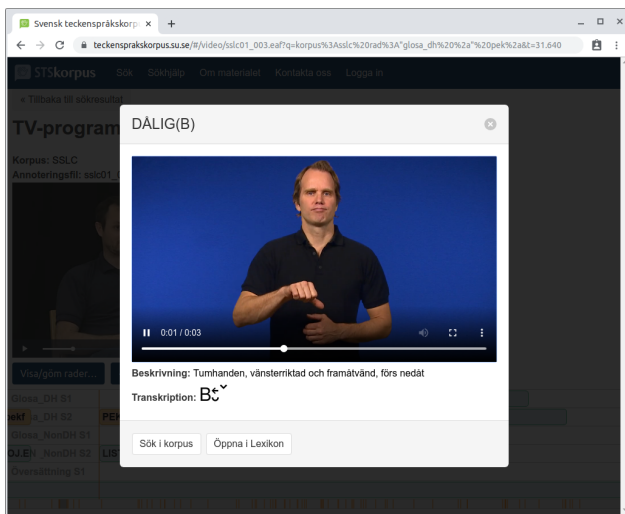 Svensk teckenspråkskorp
teckensprakskorpus.su.se/#/video/sslc01_003.eaf?q=korpus%3Asslc%20rad%3A"glosa_dh%20%2a"%20pek%2a&t=31.640
STSkorpus Sök Sökhjälp Om materialet Kontakta oss Logga in
« Tillbaka till sökresultat
TV-program
Korpus: SSLC
Annoteringsfil: sslc01_0
DÅLIG(B)
0:01 / 0:03
Beskrivning: Tumhanden, vänsterriktad och framåtvänd, förs nedåt
Transkription:
Visa/göm rader...
Glosa_DH S1
Glosa_DH S2 PEK
Glosa_NonDH S1
Glosa_NonDH S2 LIST
Översättning S1
Sök i korpus Öppna i Lexikon